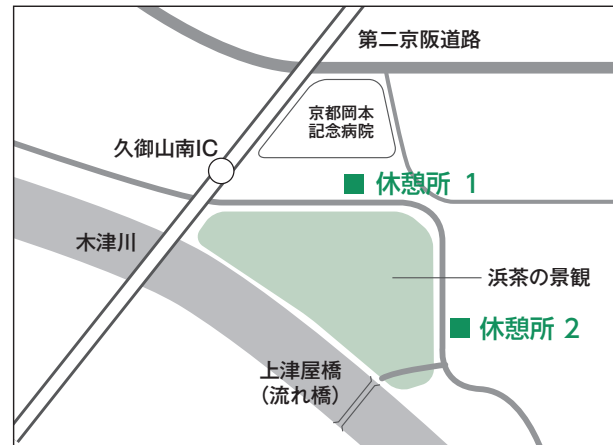 第二京阪道路
京都岡本
記念病院
久御山南IC
休憩所 1
木津川
浜茶の景観
休憩所 2
上津屋橋
（流れ橋）